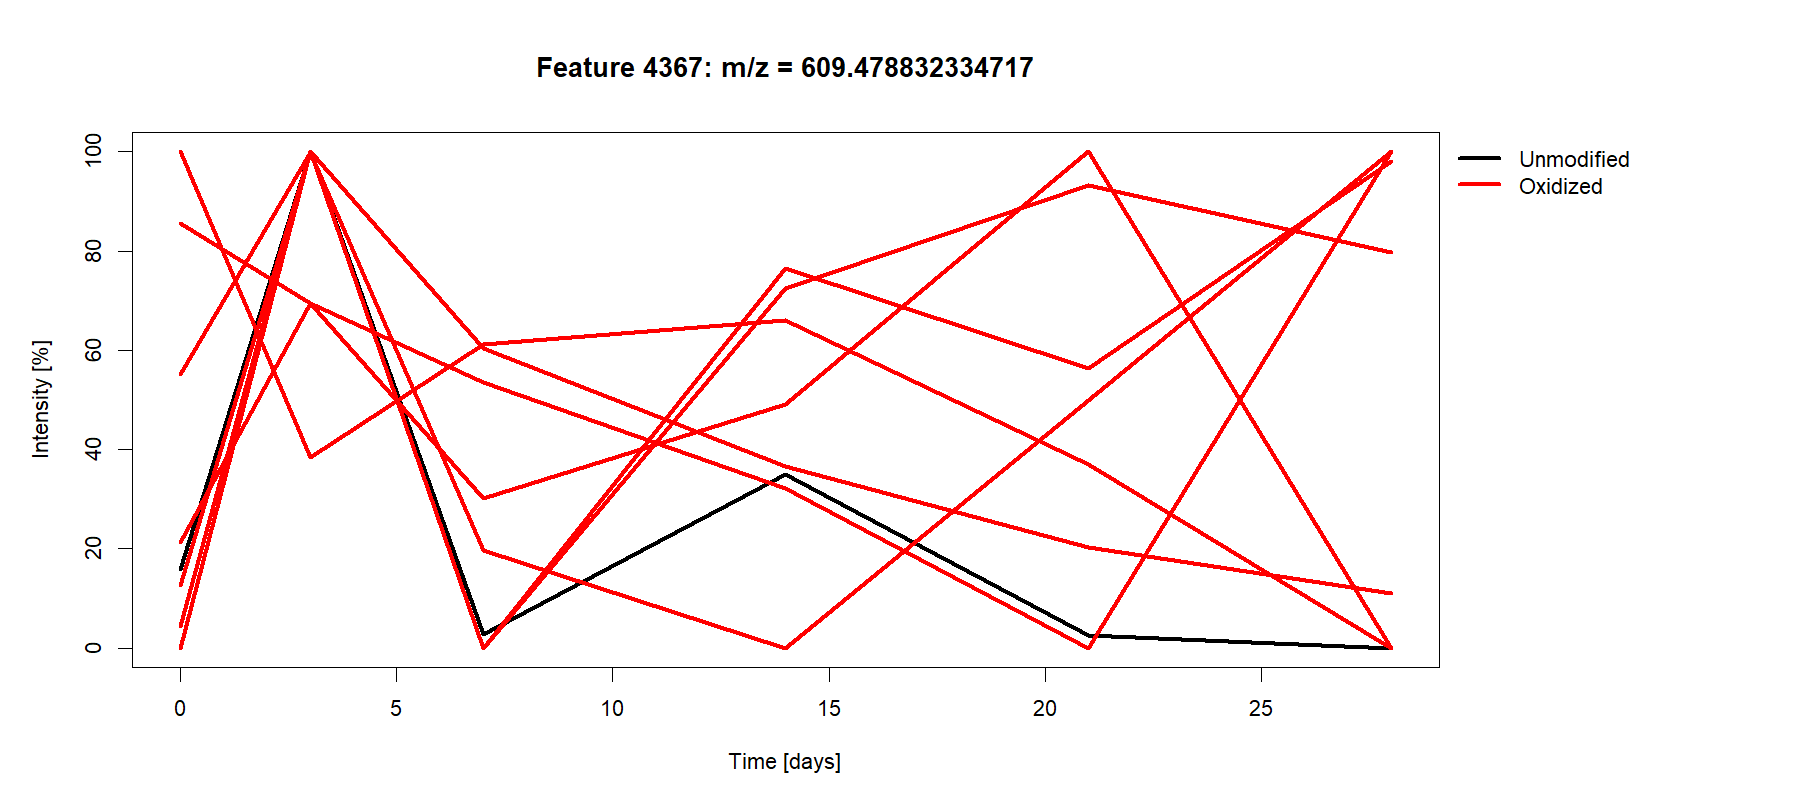 Feature 4367: m/z = 609.478832334717
Unmodified
Oxidized
Intensity [%]
100
80
60
40
20
0
0 5 10 15 20 25
Time [days]